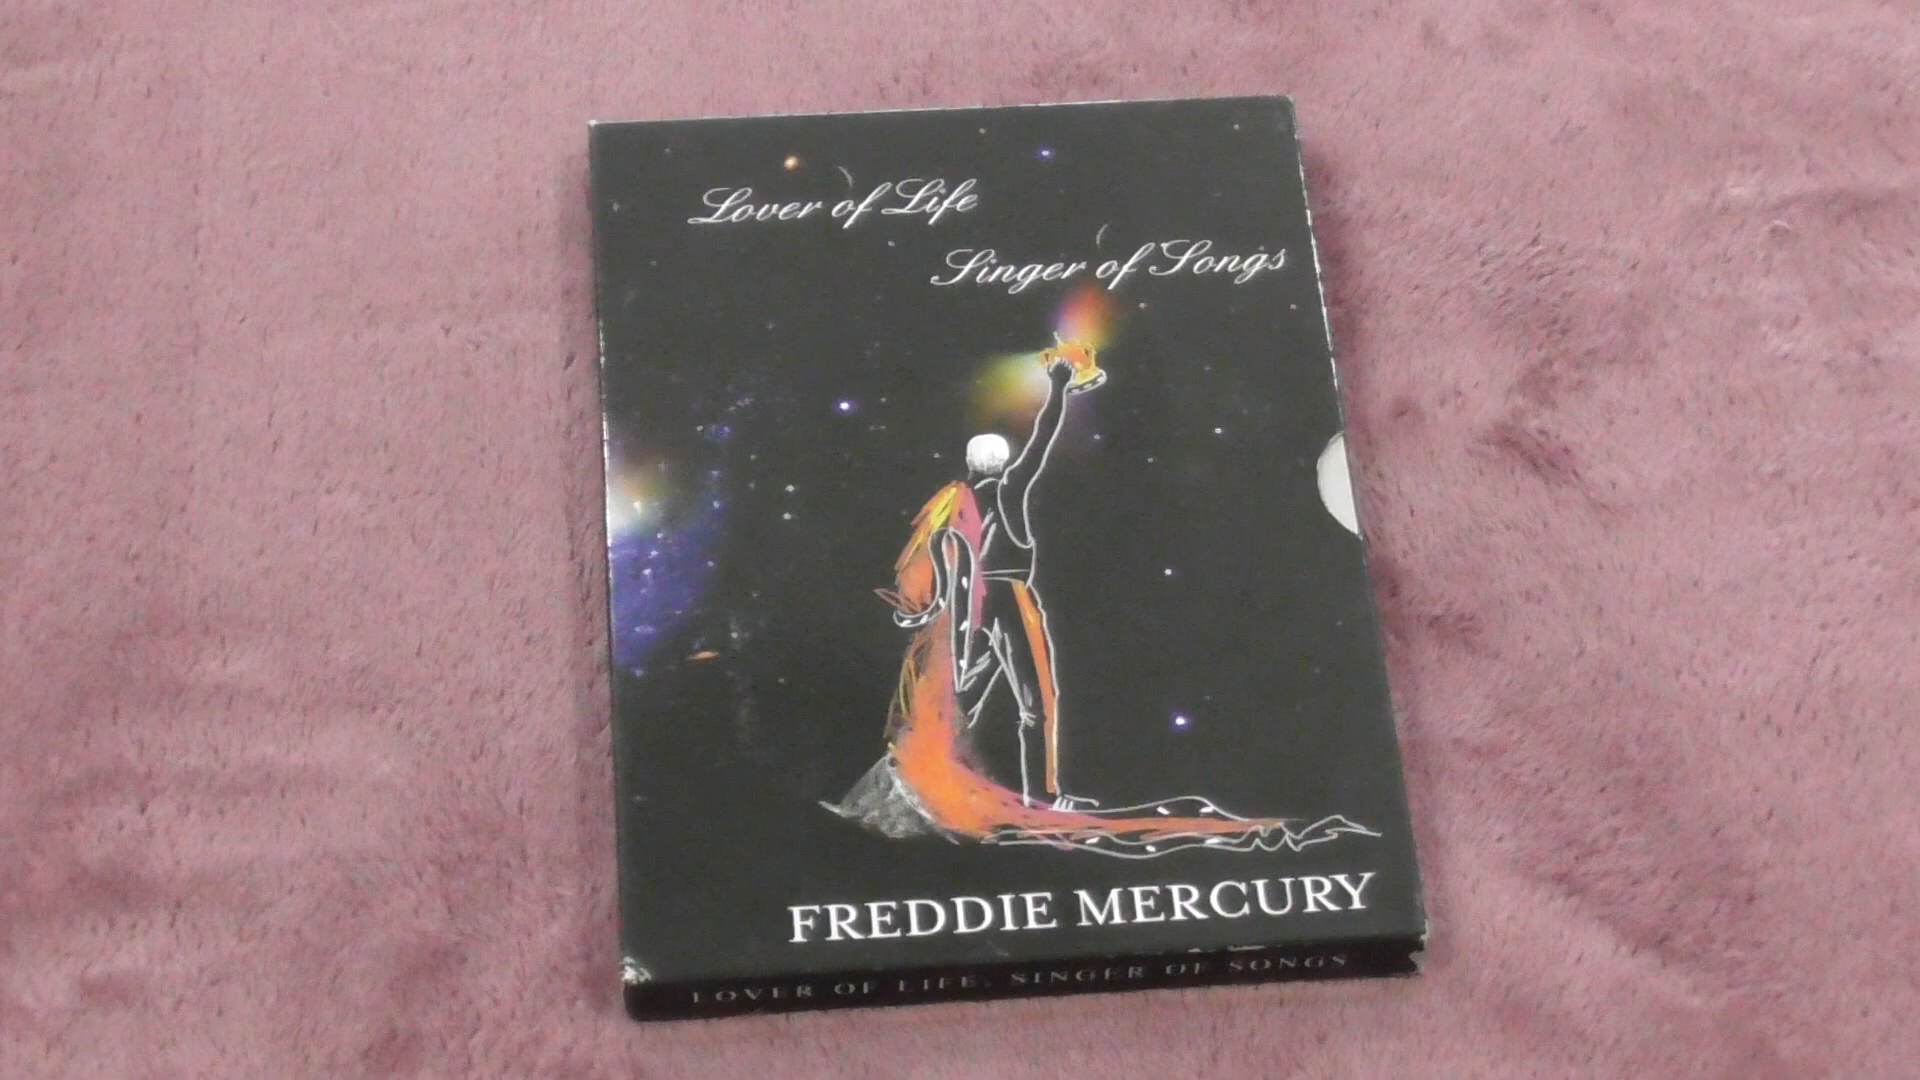 Lover of Life
Singer of Songs
FREDDIE MERCURY
LOVER OF LIFE, SINGER OF SONGS